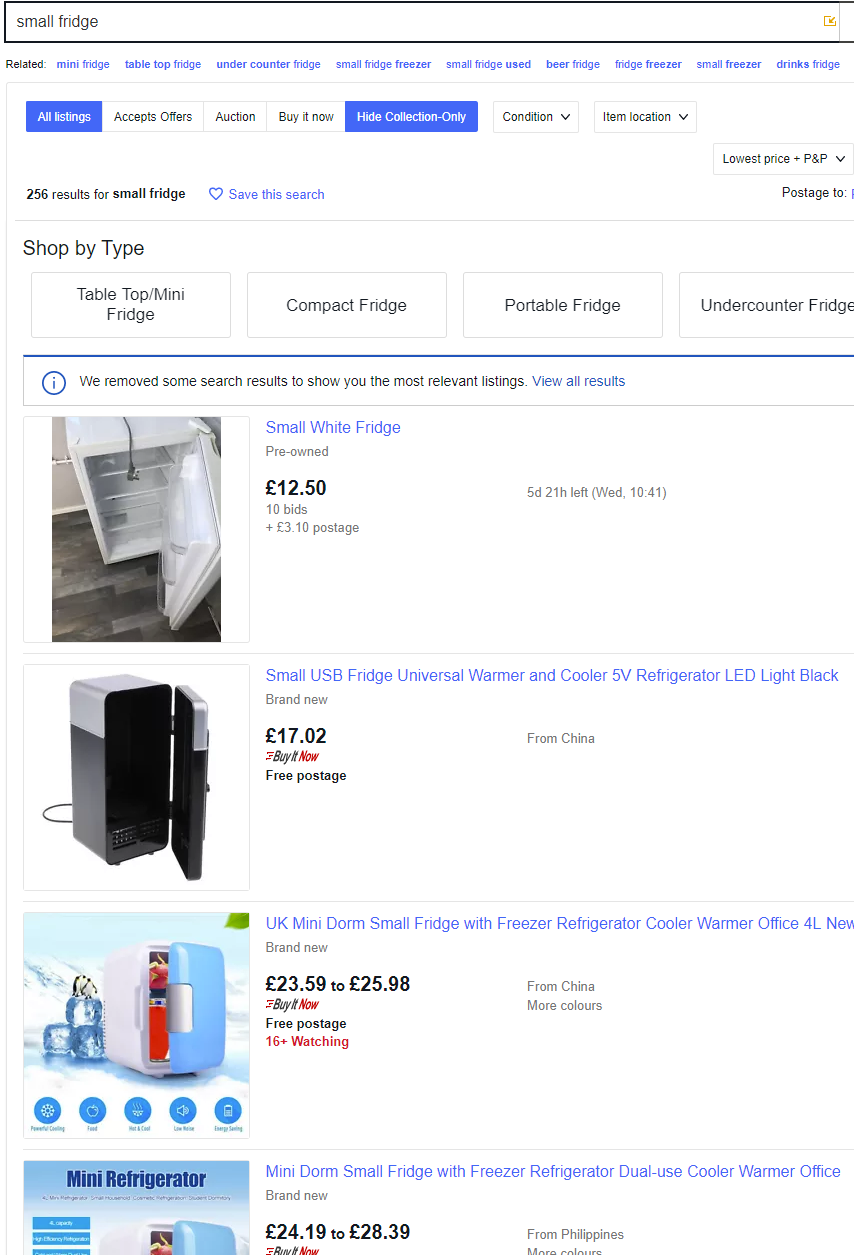 small fridge
Related: mini fridge table top fridge under counter fridge small fridge freezer small fridge used beer fridge fridge freezer small freezer drinks fridge
All listings Accepts Offers Auction Buy it now Hide Collection-Only Condition Item location
Lowest price + P&P
256 results for small fridge Save this search Postage to:
Shop by Type
Table Top/Mini
Fridge
Compact Fridge
Portable Fridge
Undercounter Fridge
We removed some search results to show you the most relevant listings. View all results
Small White Fridge
Pre-owned
£12.50
5d 21h left (Wed, 10:41)
10 bids
+ £3.10 postage
Small USB Fridge Universal Warmer and Cooler 5V Refrigerator LED Light Black
Brand new
£17.02
From China
Buy It Now
Free postage
UK Mini Dorm Small Fridge with Freezer Refrigerator Cooler Warmer Office 4L New
Brand new
£23.59 to £25.98
From China
Buy It Now
More colours
Free postage
16+ Watching
Powerful Cooling Food Hot & Cool Low Noise Energy Saving
Mini Dorm Small Fridge with Freezer Refrigerator Dual-use Cooler Warmer Office
Brand new
£24.19 to £28.39
From Philippines
Buy It Now
More colours
Mini Refrigerator
4L Mini Refrigerator, Small Household, Cosmetic Refrigeration, Student Dormitory
4L capacity
High Efficiency Refrigeration